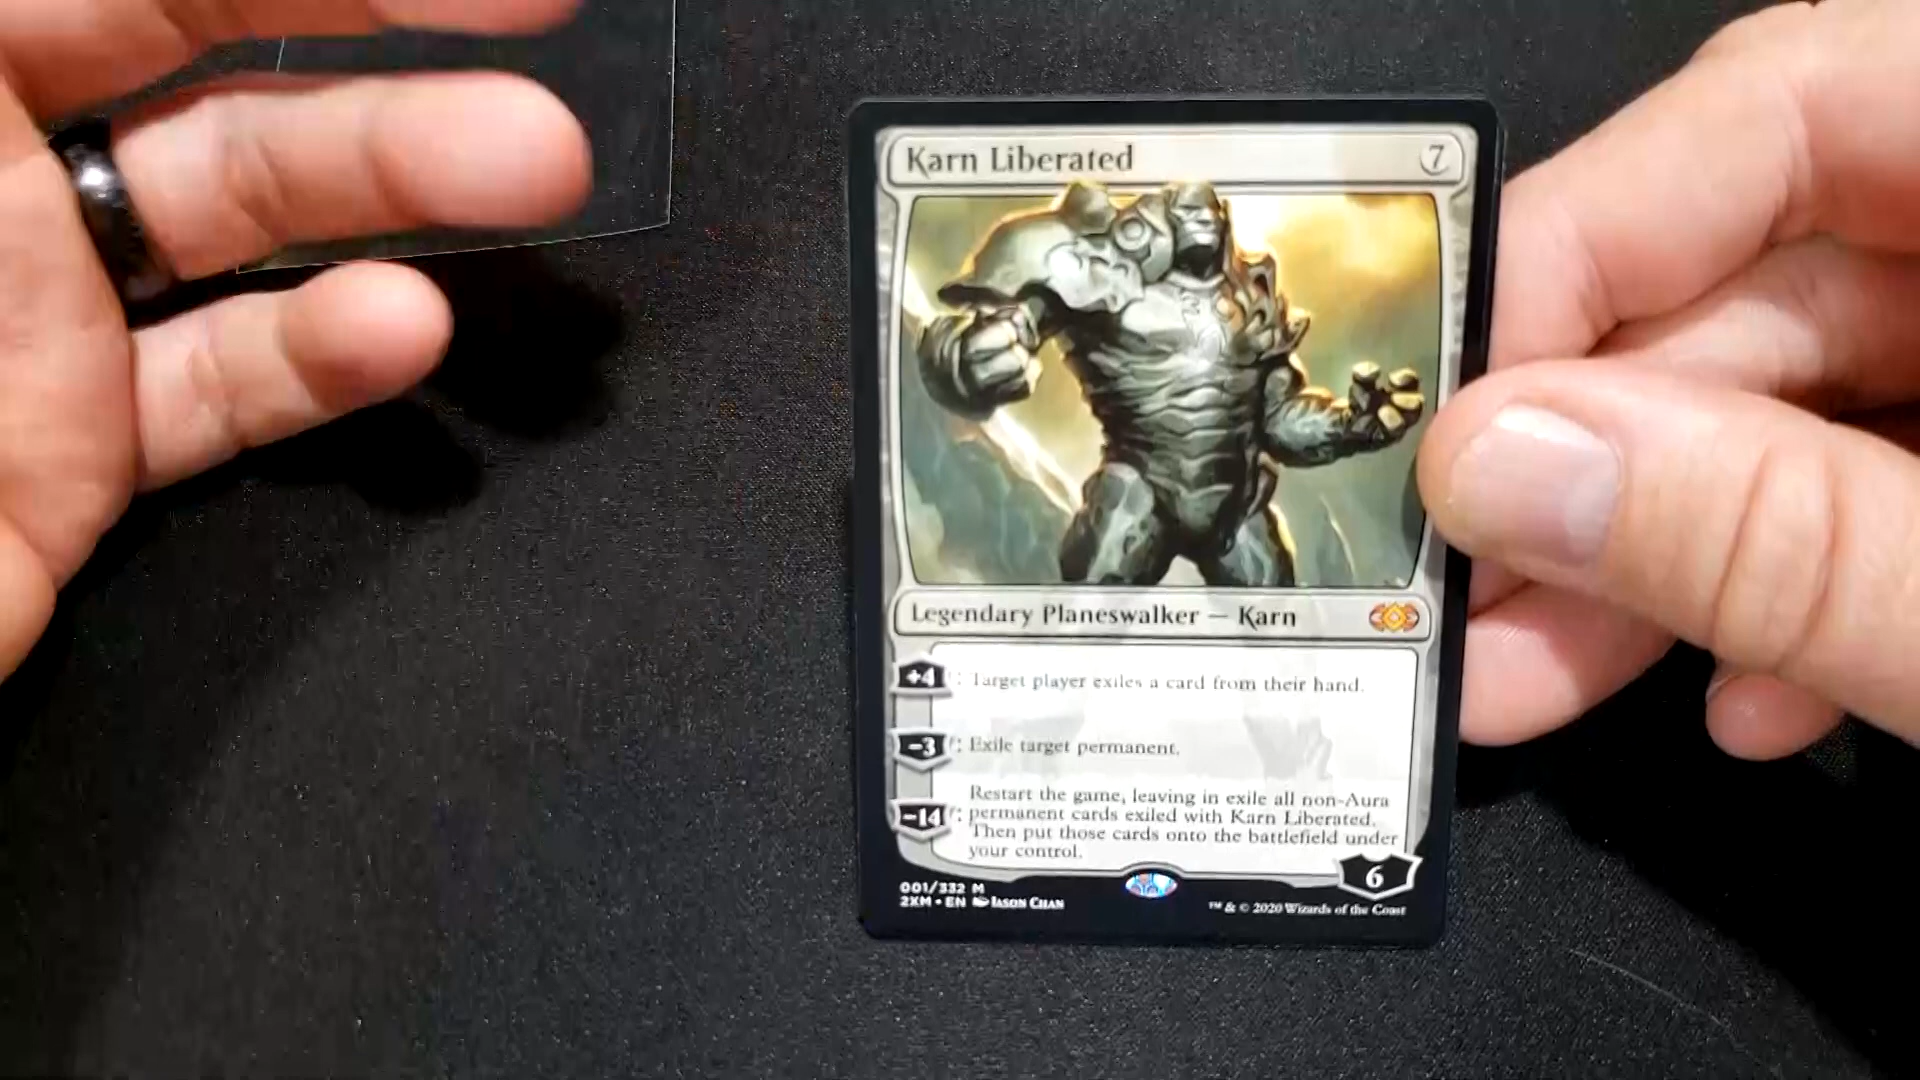 Karn Liberated 7
Legendary Planeswalker — Karn
+4: Target player exiles a card from their hand.
−3: Exile target permanent.
Restart the game, leaving in exile all non-Aura
−14: permanent cards exiled with Karn Liberated.
Then put those cards onto the battlefield under
your control.
6
001/332 M
2XM • EN Jason Chan
™ & © 2020 Wizards of the Coast